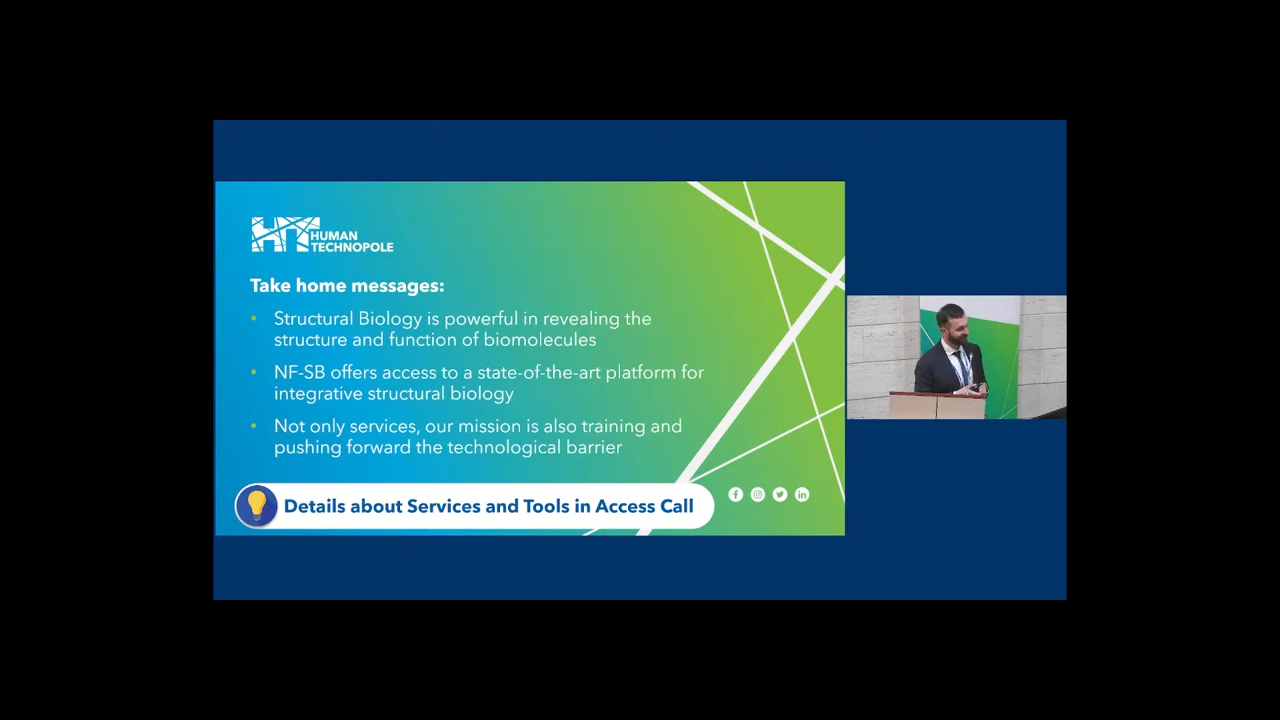 HT HUMAN
TECHNOPOLE
Take home messages:
• Structural Biology is powerful in revealing the
structure and function of biomolecules
• NF-SB offers access to a state-of-the-art platform for
integrative structural biology
• Not only services, our mission is also training and
pushing forward the technological barrier
Details about Services and Tools in Access Call